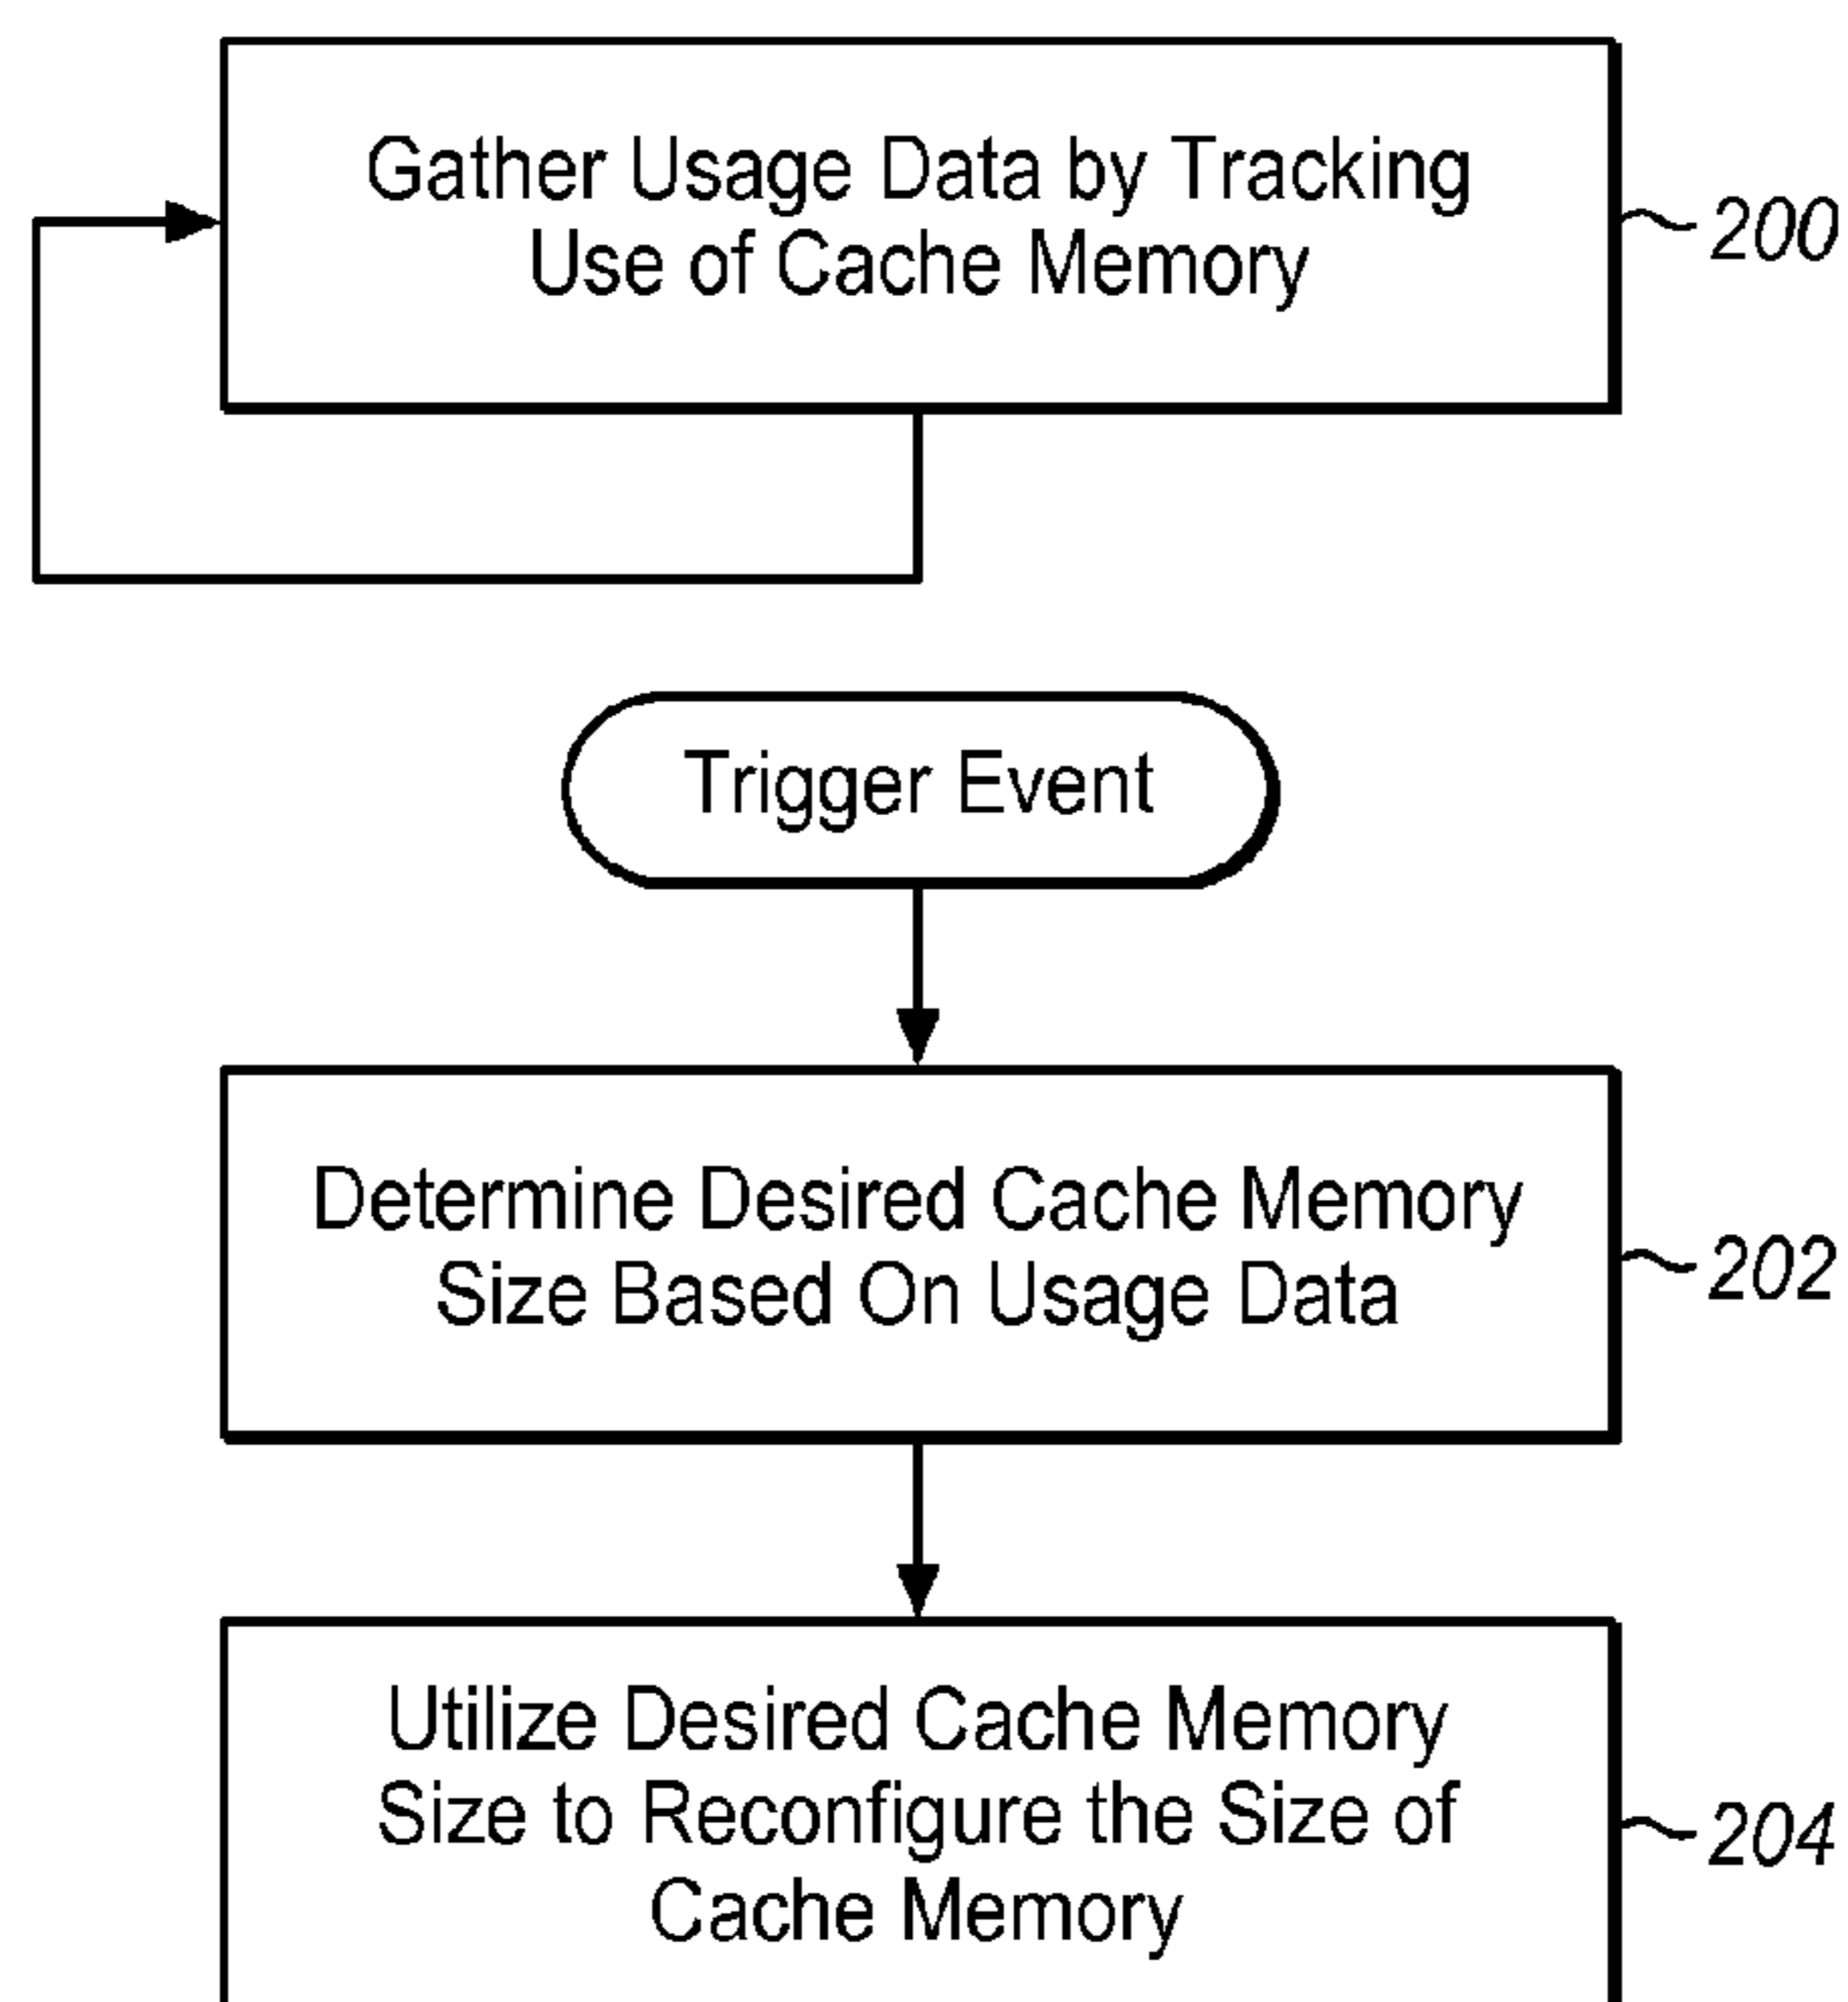 Gather Usage Data by Tracking
Use of Cache Memory
200
Trigger Event
Determine Desired Cache Memory
Size Based On Usage Data
202
Utilize Desired Cache Memory
Size to Reconfigure the Size of
Cache Memory
204